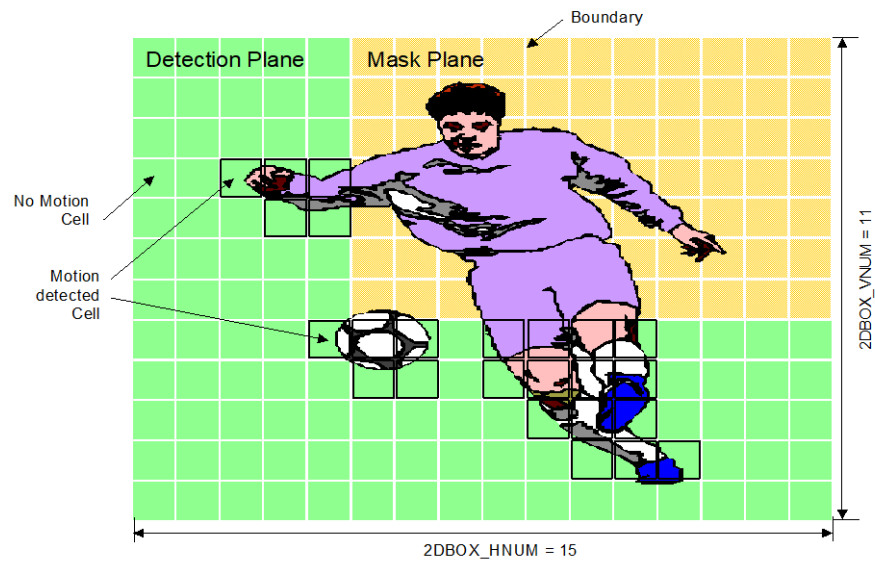 Boundary
Detection Plane
Mask Plane
No Motion
Cell
Motion
detected
Cell
2DBOX_VNUM = 11
2DBOX_HNUM = 15